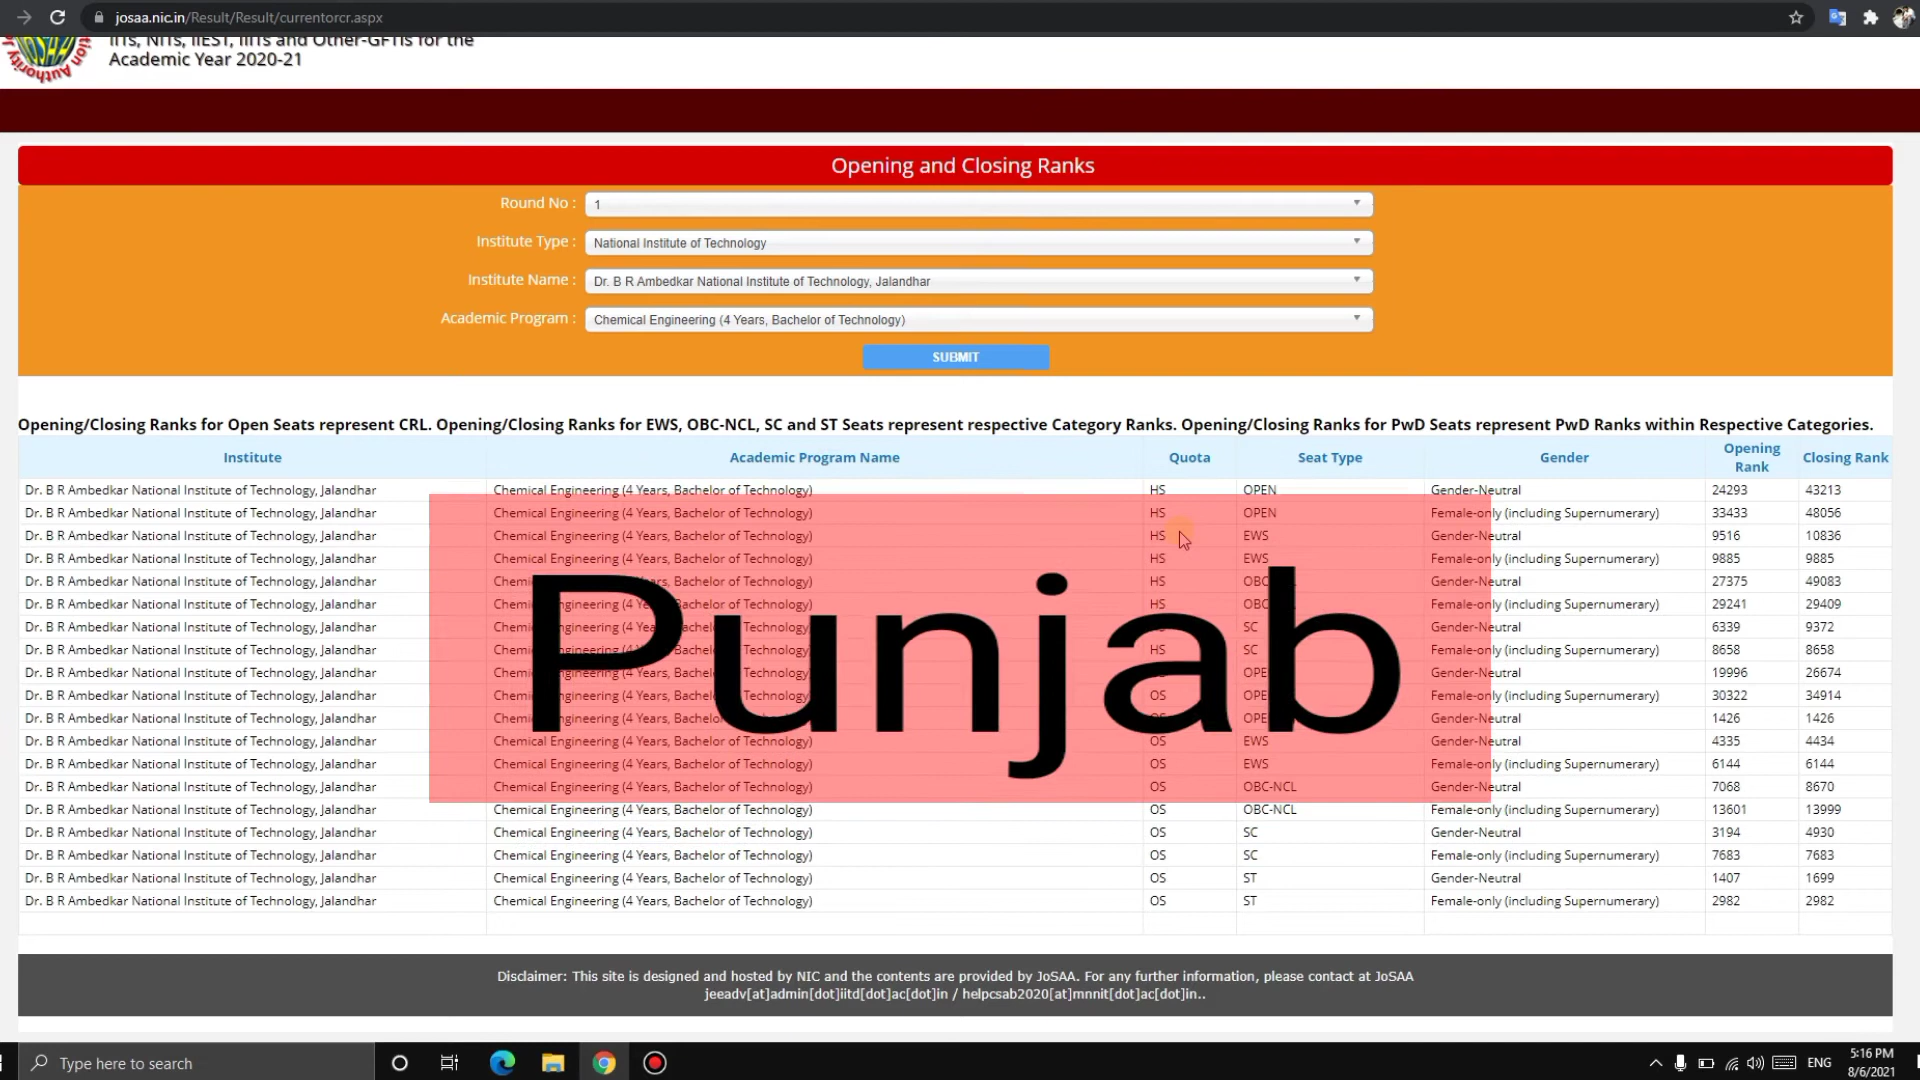 josaa.nic.in/Result/Result/currentorcr.aspx
IITs, NITs, IIEST, IIITs and Other-GFTIs for the
Academic Year 2020-21
Opening and Closing Ranks
Round No : 1
Institute Type : National Institute of Technology
Institute Name : Dr. B R Ambedkar National Institute of Technology, Jalandhar
Academic Program : Chemical Engineering (4 Years, Bachelor of Technology)
SUBMIT
Opening/Closing Ranks for Open Seats represent CRL. Opening/Closing Ranks for EWS, OBC-NCL, SC and ST Seats represent respective Category Ranks. Opening/Closing Ranks for PwD Seats represent PwD Ranks within Respective Categories.
Institute Academic Program Name Quota Seat Type Gender Opening Rank Closing Rank
Dr. B R Ambedkar National Institute of Technology, Jalandhar Chemical Engineering (4 Years, Bachelor of Technology) HS OPEN Gender-Neutral 24293 43213
Dr. B R Ambedkar National Institute of Technology, Jalandhar Chemical Engineering (4 Years, Bachelor of Technology) HS OPEN Female-only (including Supernumerary) 33433 48056
Dr. B R Ambedkar National Institute of Technology, Jalandhar Chemical Engineering (4 Years, Bachelor of Technology) HS EWS Gender-Neutral 9516 10836
Dr. B R Ambedkar National Institute of Technology, Jalandhar Chemical Engineering (4 Years, Bachelor of Technology) HS EWS Female-only (including Supernumerary) 9885 9885
Dr. B R Ambedkar National Institute of Technology, Jalandhar Engineering (4 Years, Bachelor of Technology) HS Gender-Neutral 27375 49083
Dr. B R Ambedkar National Institute of Technology, Jalandhar Engineering (4 Bachelor of Technology) HS Female-only (including Supernumerary) 29241 29409
Dr. B R Ambedkar National Institute of Technology, Jalandhar of Technology) SC Gender-Neutral 6339 9372
Dr. B R Ambedkar National Institute of Technology, Jalandhar of Technology) HS SC Female-only (including Supernumerary) 8658 8658
Dr. B R Ambedkar National Institute of Technology, Jalandhar of Technology) Gender-Neutral 19996 26674
Dr. B R Ambedkar National Institute of Technology, Jalandhar of Technology) OS Female-only (including Supernumerary) 30322 34914
Dr. B R Ambedkar National Institute of Technology, Jalandhar Gender-Neutral 1426 1426
Dr. B R Ambedkar National Institute of Technology, Jalandhar Chemical Engineering (4 Years, Bachelor of Technology) OS EWS Gender-Neutral 4335 4434
Dr. B R Ambedkar National Institute of Technology, Jalandhar Chemical Engineering (4 Years, Bachelor of Technology) OS EWS Female-only (including Supernumerary) 6144 6144
Dr. B R Ambedkar National Institute of Technology, Jalandhar Chemical Engineering (4 Years, Bachelor of Technology) OS OBC-NCL Gender-Neutral 7068 8670
Dr. B R Ambedkar National Institute of Technology, Jalandhar Chemical Engineering (4 Years, Bachelor of Technology) OS OBC-NCL Female-only (including Supernumerary) 13601 13999
Dr. B R Ambedkar National Institute of Technology, Jalandhar Chemical Engineering (4 Years, Bachelor of Technology) OS SC Gender-Neutral 3194 4930
Dr. B R Ambedkar National Institute of Technology, Jalandhar Chemical Engineering (4 Years, Bachelor of Technology) OS SC Female-only (including Supernumerary) 7683 7683
Dr. B R Ambedkar National Institute of Technology, Jalandhar Chemical Engineering (4 Years, Bachelor of Technology) OS ST Gender-Neutral 1407 1699
Dr. B R Ambedkar National Institute of Technology, Jalandhar Chemical Engineering (4 Years, Bachelor of Technology) OS ST Female-only (including Supernumerary) 2982 2982
Punjab
Disclaimer: This site is designed and hosted by NIC and the contents are provided by JoSAA. For any further information, please contact at JoSAA
jeeadv[at]admin[dot]iitd[dot]ac[dot]in / helpcsab2020[at]mnnit[dot]ac[dot]in..
Type here to search
ENG
5:16 PM
8/6/2021